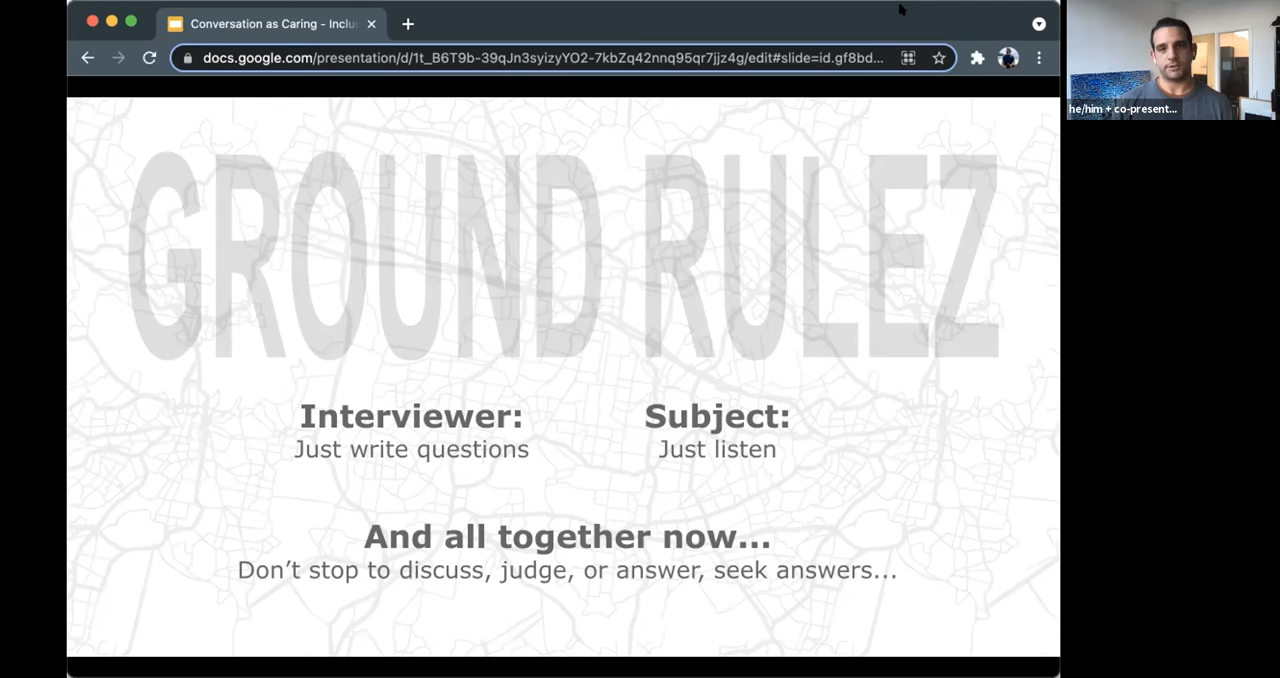 Conversation as Caring - Inclu
docs.google.com/presentation/d/1t_B6T9b-39qJn3syizyYO2-7kbZq42nnq95qr7jjz4g/edit#slide=id.gf8bd...
he/him + co-present...
GROUND RULEZ
Interviewer:
Just write questions
Subject:
Just listen
And all together now...
Don’t stop to discuss, judge, or answer, seek answers...